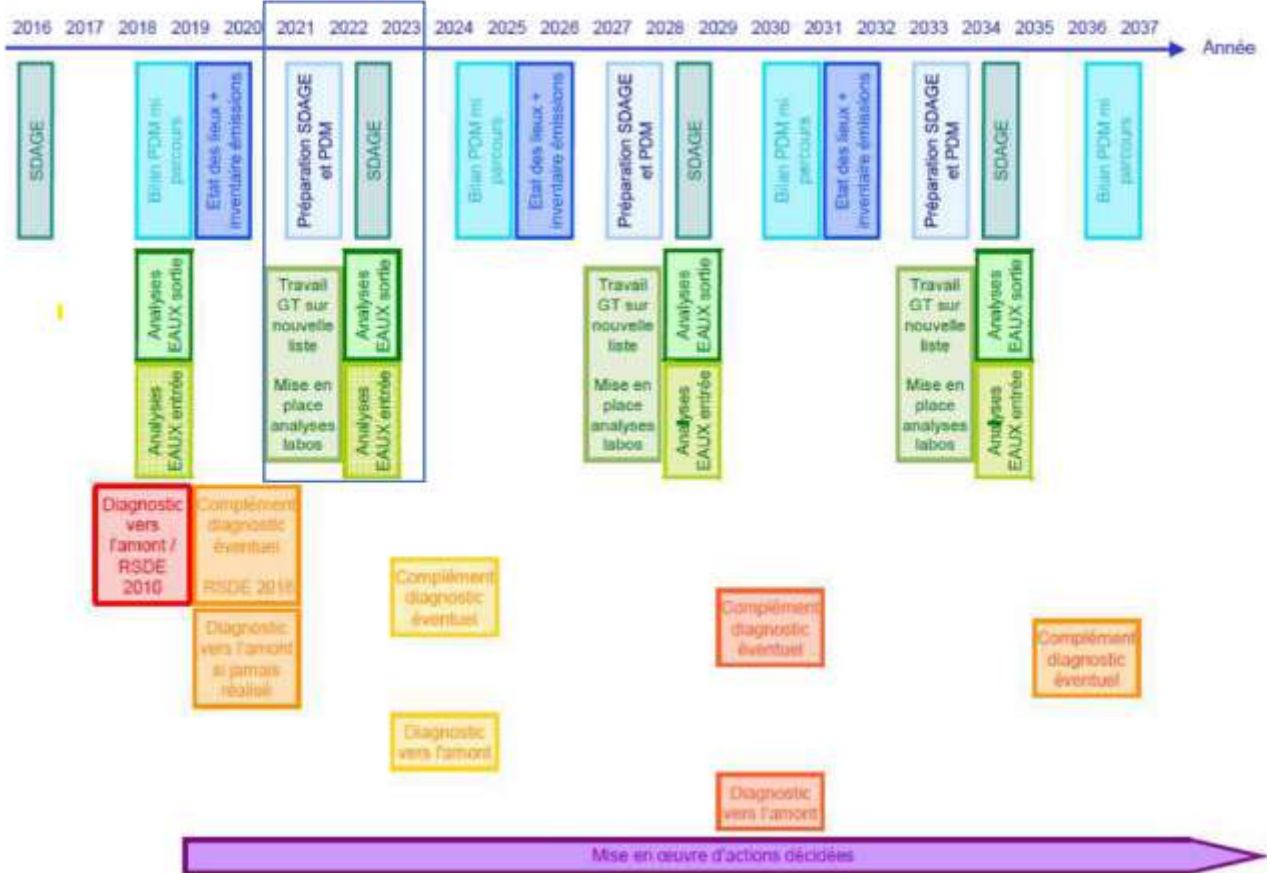 2016 2017 2018 2019 2020 2021 2022 2023 2024 2025 2026 2027 2028 2029 2030 2031 2032 2033 2034 2035 2036 2037
Année
SDAGE
Bilan PDM mi
parcours
Etat des lieux +
inventaire émissions
Préparation SDAGE
et PDM
SDAGE
Bilan PDM mi
parcours
Etat des lieux +
inventaire émissions
Préparation SDAGE
et PDM
SDAGE
Bilan PDM mi
parcours
Etat des lieux +
inventaire émissions
Préparation SDAGE
et PDM
SDAGE
Bilan PDM mi
parcours
Analyses
EAUX sortie
Travail
GT sur
nouvelle
liste
Mise en
place
analyses
labos
Analyses
EAUX sortie
Travail
GT sur
nouvelle
liste
Mise en
place
analyses
labos
Analyses
EAUX sortie
Travail
GT sur
nouvelle
liste
Mise en
place
analyses
labos
Analyses
EAUX sortie
Analyses
EAUX entrée
Analyses
EAUX entrée
Analyses
EAUX entrée
Analyses
EAUX entrée
Diagnostic
vers
l'amont /
RSDE
2016
Complément
diagnostic
éventuel
RSDE 2016
Diagnostic
vers l'amont
si jamais
réalisé
Complément
diagnostic
éventuel
Complément
diagnostic
éventuel
Complément
diagnostic
éventuel
Diagnostic
vers l'amont
Diagnostic
vers l'amont
Mise en œuvre d'actions décidées